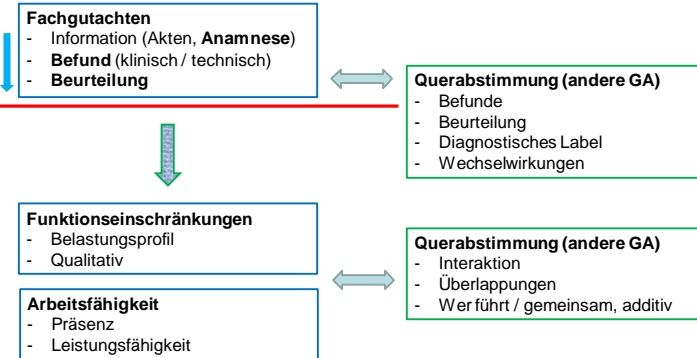 Fachgutachten
- Information (Akten, Anamnese)
- Befund (klinisch / technisch)
- Beurteilung
Querabstimmung (andere GA)
- Befunde
- Beurteilung
- Diagnostisches Label
- Wechselwirkungen
Funktionseinschränkungen
- Belastungsprofil
- Qualitativ
Querabstimmung (andere GA)
- Interaktion
- Überlappungen
- Wer führt / gemeinsam, additiv
Arbeitsfähigkeit
- Präsenz
- Leistungsfähigkeit